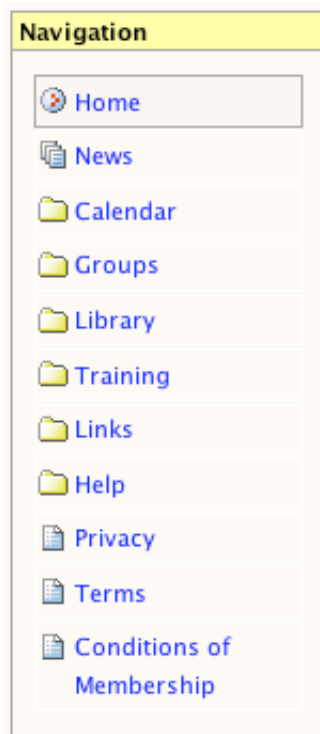 Navigation
Home
News
Calendar
Groups
Library
Training
Links
Help
Privacy
Terms
Conditions of
Membership